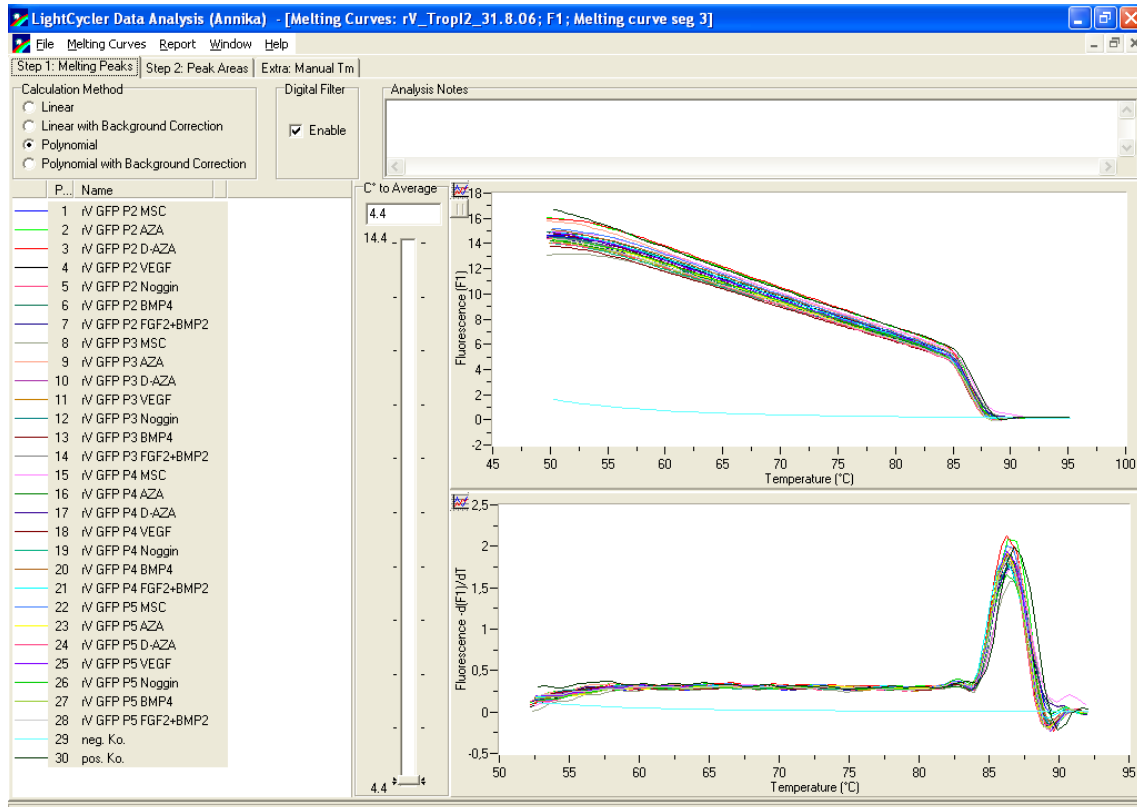 LightCycler Data Analysis (Annika) - [Melting Curves: rV_TropI2_31.8.06; F1; Melting curve seg 3]
File Melting Curves Report Window Help
Step 1: Melting Peaks Step 2: Peak Areas Extra: Manual Tm
Calculation Method
Linear
Linear with Background Correction
Polynomial
Polynomial with Background Correction
Digital Filter
Enable
Analysis Notes
P... Name
1 rV GFP P2 MSC
2 rV GFP P2 AZA
3 rV GFP P2 D-AZA
4 rV GFP P2 VEGF
5 rV GFP P2 Noggin
6 rV GFP P2 BMP4
7 rV GFP P2 FGF2+BMP2
8 rV GFP P3 MSC
9 rV GFP P3 AZA
10 rV GFP P3 D-AZA
11 rV GFP P3 VEGF
12 rV GFP P3 Noggin
13 rV GFP P3 BMP4
14 rV GFP P3 FGF2+BMP2
15 rV GFP P4 MSC
16 rV GFP P4 AZA
17 rV GFP P4 D-AZA
18 rV GFP P4 VEGF
19 rV GFP P4 Noggin
20 rV GFP P4 BMP4
21 rV GFP P4 FGF2+BMP2
22 rV GFP P5 MSC
23 rV GFP P5 AZA
24 rV GFP P5 D-AZA
25 rV GFP P5 VEGF
26 rV GFP P5 Noggin
27 rV GFP P5 BMP4
28 rV GFP P5 FGF2+BMP2
29 neg. Ko.
30 pos. Ko.
C° to Average
4.4
14.4
4.4
18
16
14
12
10
8
6
4
2
0
-2
Fluorescence (F1)
45 50 55 60 65 70 75 80 85 90 95 100
Temperature (°C)
2,5
2
1,5
1
0,5
0
-0,5
Fluorescence -d(F1)/dT
50 55 60 65 70 75 80 85 90 95
Temperature (°C)